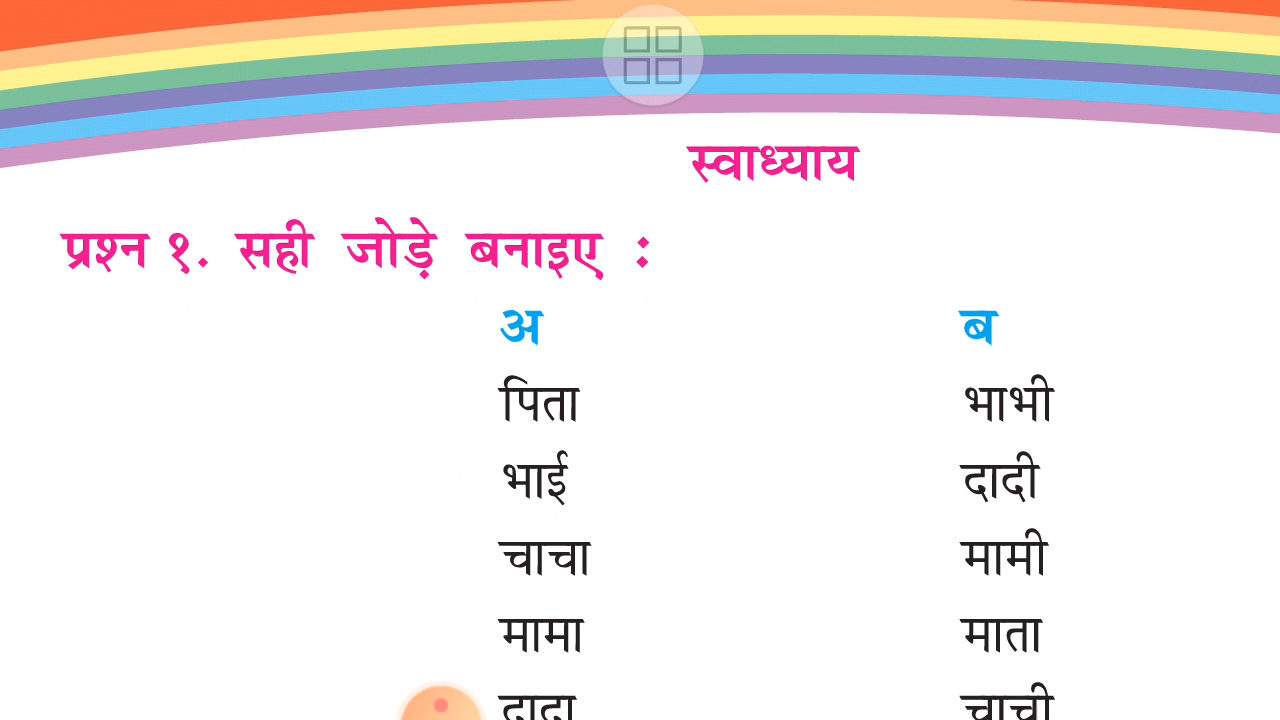 स्वाध्याय
प्रश्न १. सही जोड़े बनाइए :
अ ब
पिता भाभी
भाई दादी
चाचा मामी
मामा माता
दादा चाची